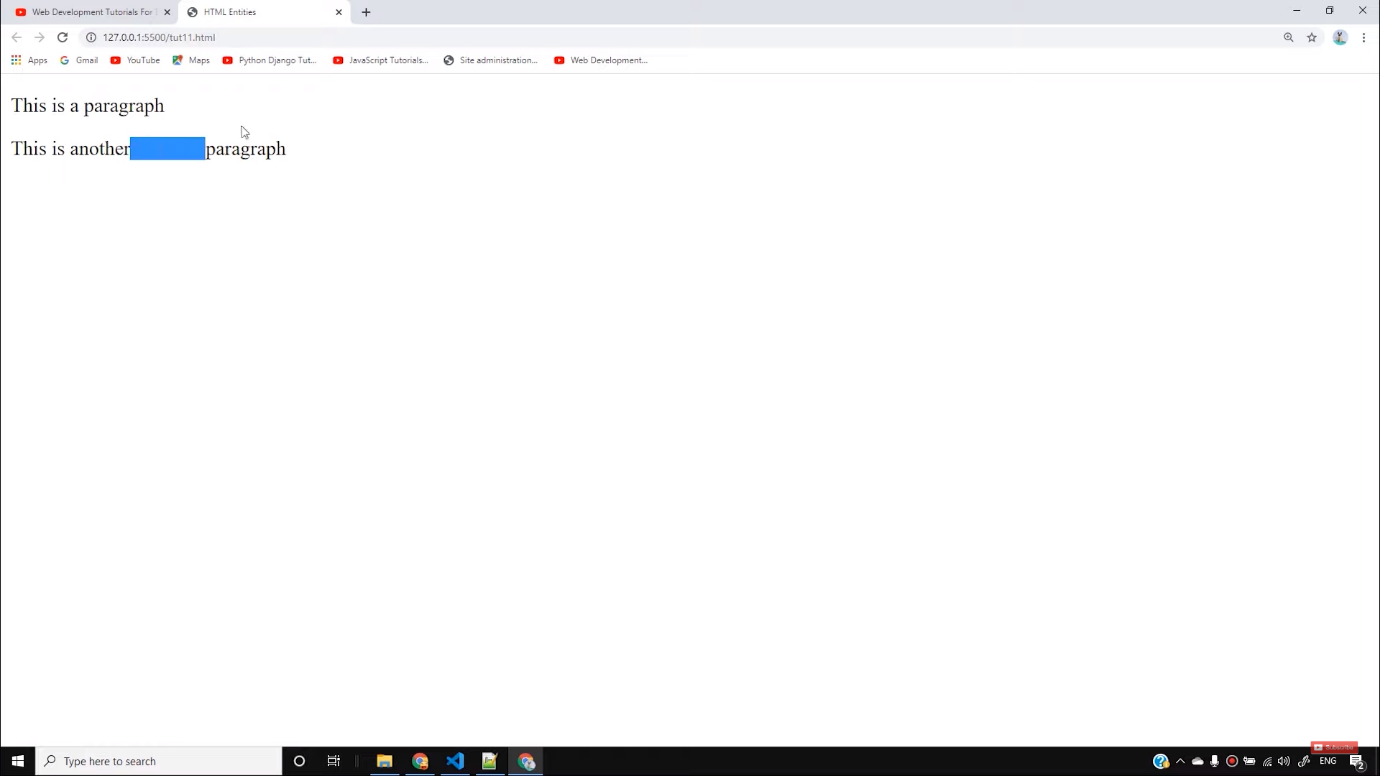 Web Development Tutorials For
HTML Entities
127.0.0.1:5500/tut11.html
Apps
Gmail
YouTube
Maps
Python Django Tut...
JavaScript Tutorials...
Site administration...
Web Development...
This is a paragraph
This is another paragraph
Subscribe
Type here to search
ENG
2